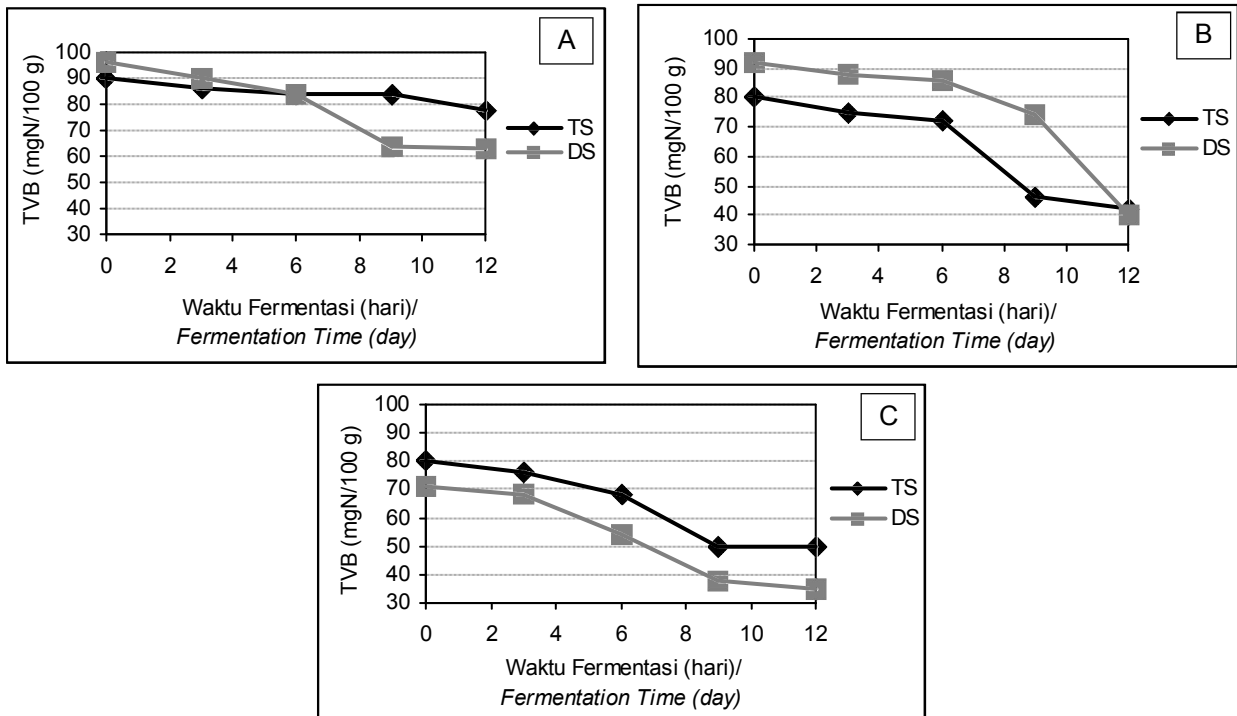 A
TVB (mgN/100 g)
100
90
80
70
60
50
40
30
0 2 4 6 8 10 12
TS
DS
Waktu Fermentasi (hari)/
Fermentation Time (day)
B
TVB (mgN/100 g)
100
90
80
70
60
50
40
30
0 2 4 6 8 10 12
TS
DS
Waktu Fermentasi (hari)/
Fermentation Time (day)
C
TVB (mgN/100 g)
100
90
80
70
60
50
40
30
0 2 4 6 8 10 12
TS
DS
Waktu Fermentasi (hari)/
Fermentation Time (day)